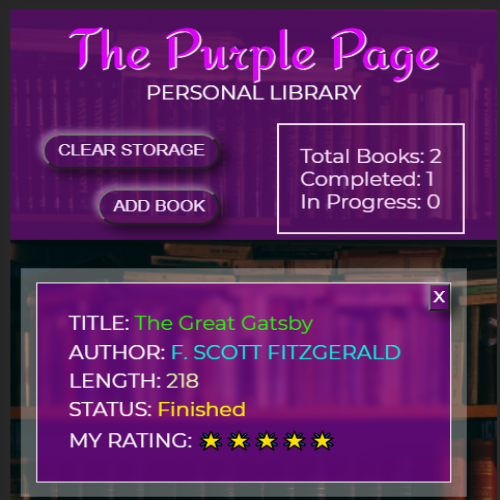 The Purple Page
PERSONAL LIBRARY
CLEAR STORAGE
ADD BOOK
Total Books: 2
Completed: 1
In Progress: 0
X
TITLE: The Great Gatsby
AUTHOR: F. SCOTT FITZGERALD
LENGTH: 218
STATUS: Finished
MY RATING: